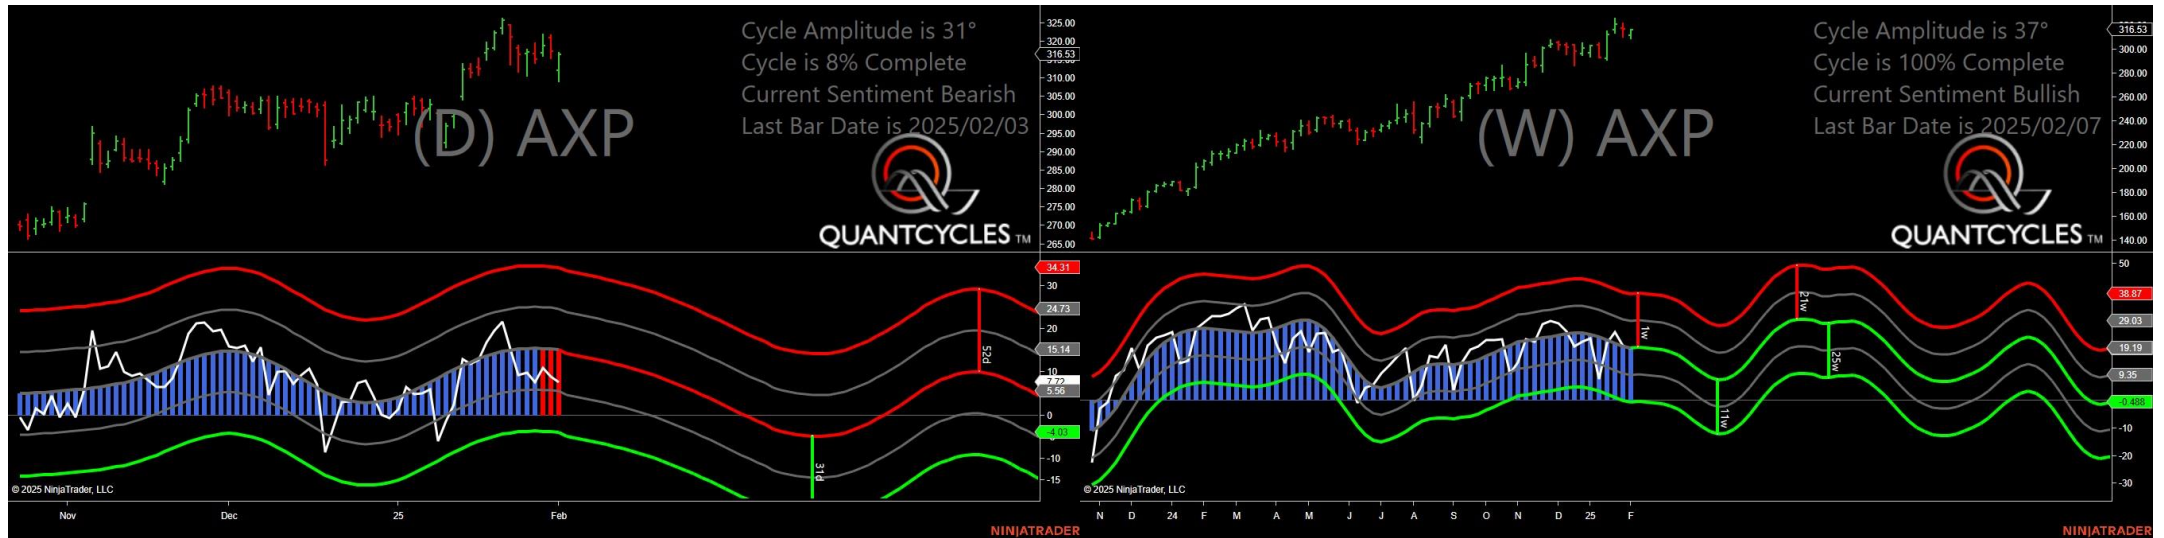 Cycle Amplitude is 31°
Cycle is 8% Complete
Current Sentiment Bearish
Last Bar Date is 2025/02/03
(D) AXP
QUANTCYCLES TM
325.00
320.00
316.53
310.00
305.00
300.00
295.00
290.00
285.00
280.00
275.00
270.00
265.00
34.31
30
24.73
20
15.14
10
7.72
5.56
0
-4.03
-10
-15
52d
31d
© 2025 NinjaTrader, LLC
Nov
Dec
25
Feb
NINJATRADER
Cycle Amplitude is 37°
Cycle is 100% Complete
Current Sentiment Bullish
Last Bar Date is 2025/02/07
(W) AXP
QUANTCYCLES TM
316.53
300.00
280.00
260.00
240.00
220.00
200.00
180.00
160.00
140.00
50
38.87
29.03
19.19
9.35
-0.488
-10
-20
-30
1w
11w
21w
25w
© 2025 NinjaTrader, LLC
N D 24 F M A M J J A S O N D 25 F
NINJATRADER